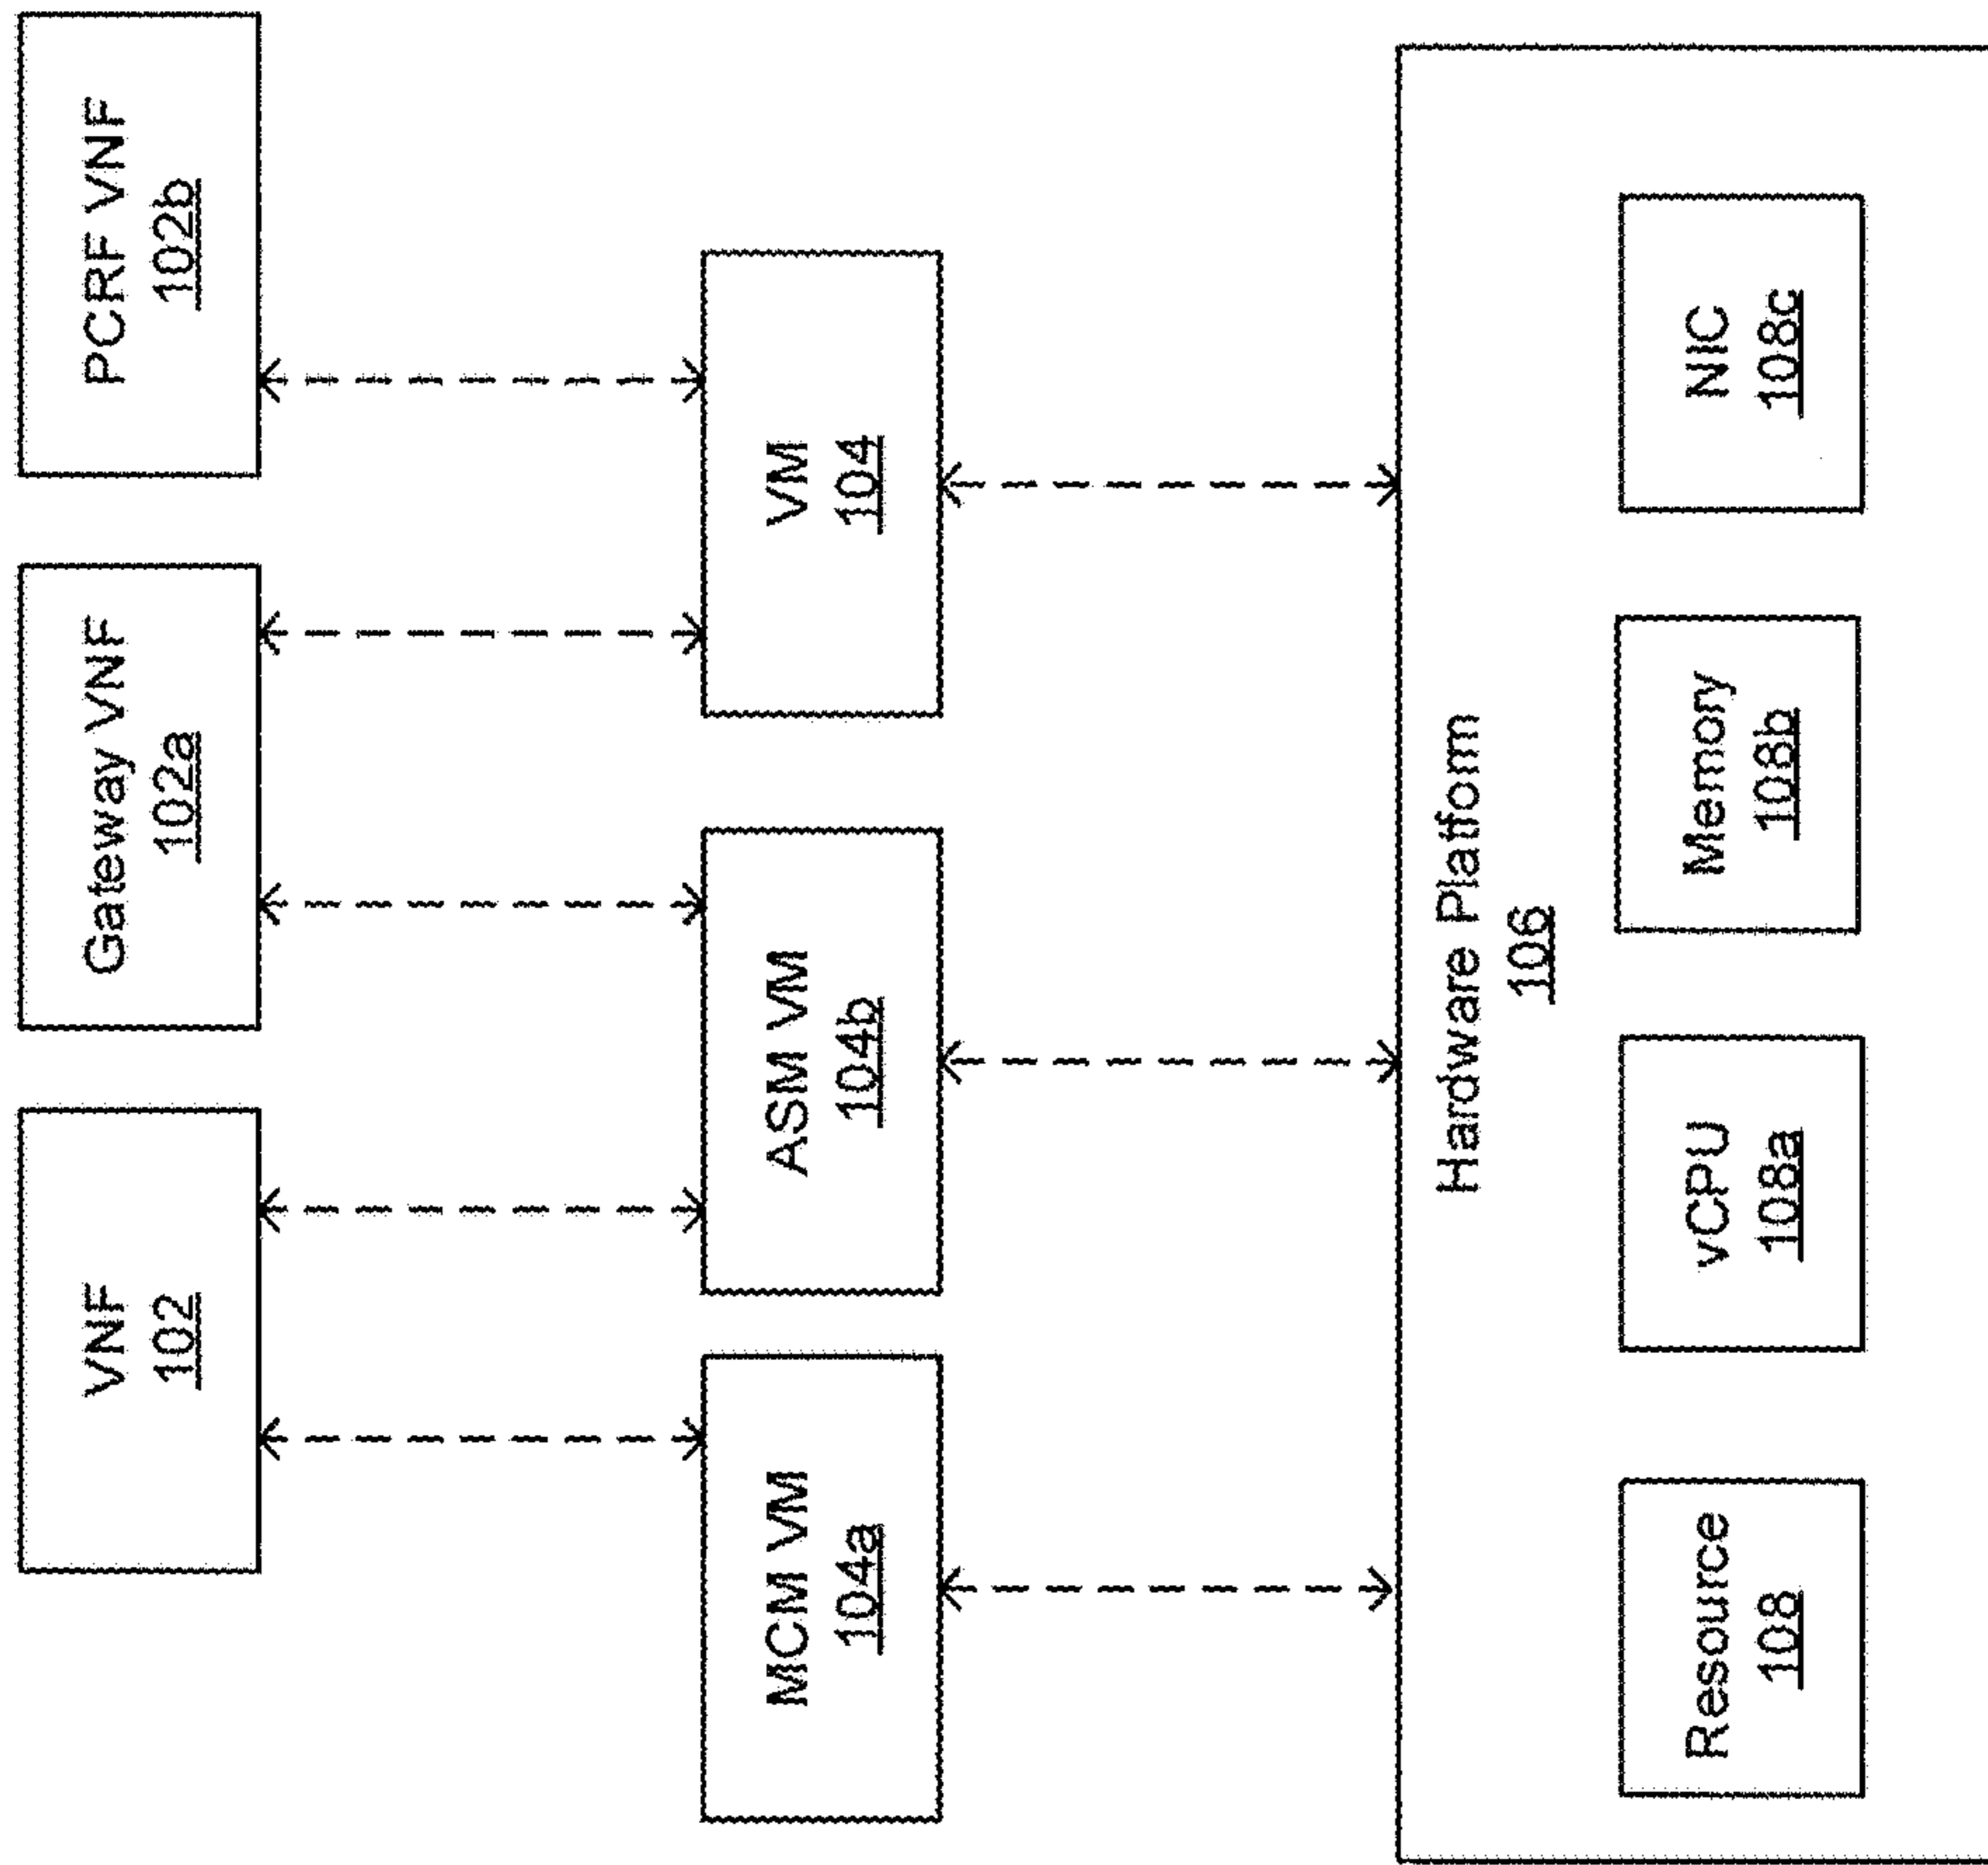 VNF
102
Gateway VNF
102a
PCRF VNF
102b
MCM VM
104a
ASM VM
104b
VM
104
Hardware Platform
106
Resource
108
vCPU
108a
Memory
108b
NIC
108c